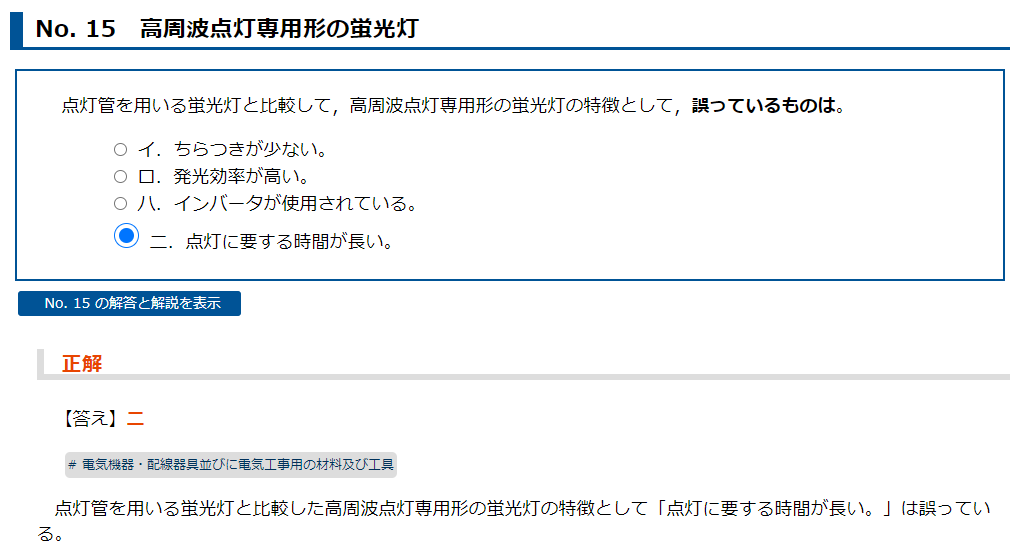 No. 15　高周波点灯専用形の蛍光灯
点灯管を用いる蛍光灯と比較して，高周波点灯専用形の蛍光灯の特徴として，誤っているものは。
イ．ちらつきが少ない。
ロ．発光効率が高い。
ハ．インバータが使用されている。
ニ．点灯に要する時間が長い。
No. 15 の解答と解説を表示
正解
【答え】ニ
# 電気機器・配線器具並びに電気工事用の材料及び工具
点灯管を用いる蛍光灯と比較した高周波点灯専用形の蛍光灯の特徴として「点灯に要する時間が長い。」は誤ってい
る。